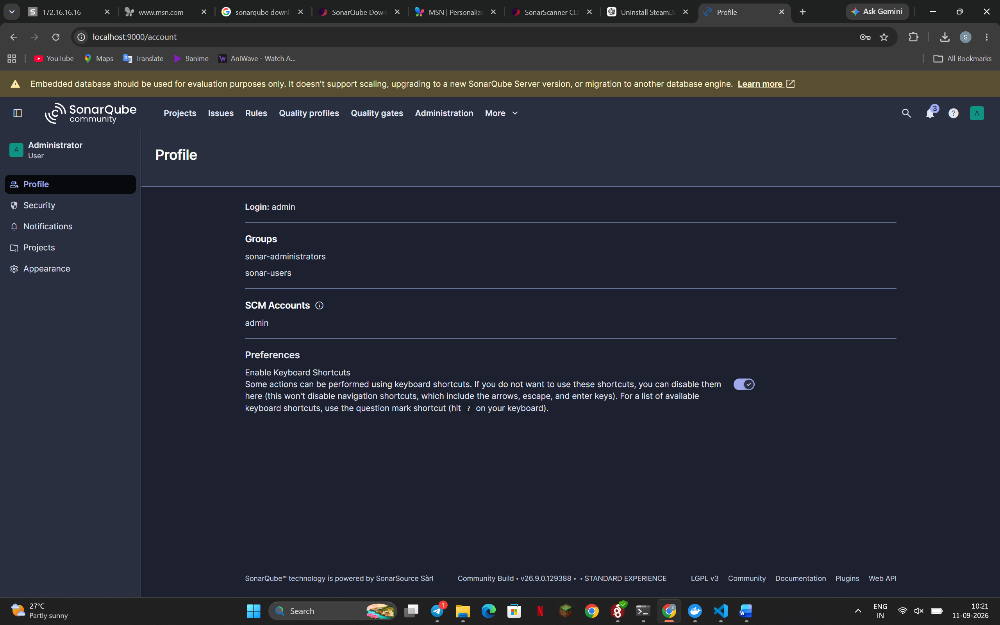 172.16.16.16
www.msn.com
sonarqube downl
SonarQube Down
MSN | Personalize
SonarScanner CLI
Uninstall SteamDa
Profile
Ask Gemini
localhost:9000/account
S
YouTube
Maps
Translate
9anime
AniWave - Watch A...
All Bookmarks
Embedded database should be used for evaluation purposes only. It doesn't support scaling, upgrading to a new SonarQube Server version, or migration to another database engine. Learn more
SonarQube
community
Projects
Issues
Rules
Quality profiles
Quality gates
Administration
More
3
?
A
A
Administrator
User
Profile
Security
Notifications
Projects
Appearance
Profile
Login: admin
Groups
sonar-administrators
sonar-users
SCM Accounts
admin
Preferences
Enable Keyboard Shortcuts
Some actions can be performed using keyboard shortcuts. If you do not want to use these shortcuts, you can disable them
here (this won't disable navigation shortcuts, which include the arrows, escape, and enter keys). For a list of available
keyboard shortcuts, use the question mark shortcut (hit ? on your keyboard).
SonarQube™ technology is powered by SonarSource Sàrl
Community Build • v26.9.0.129388 • • STANDARD EXPERIENCE
LGPL v3
Community
Documentation
Plugins
Web API
27°C
Partly sunny
Search
1
ENG
IN
10:21
11-09-2026